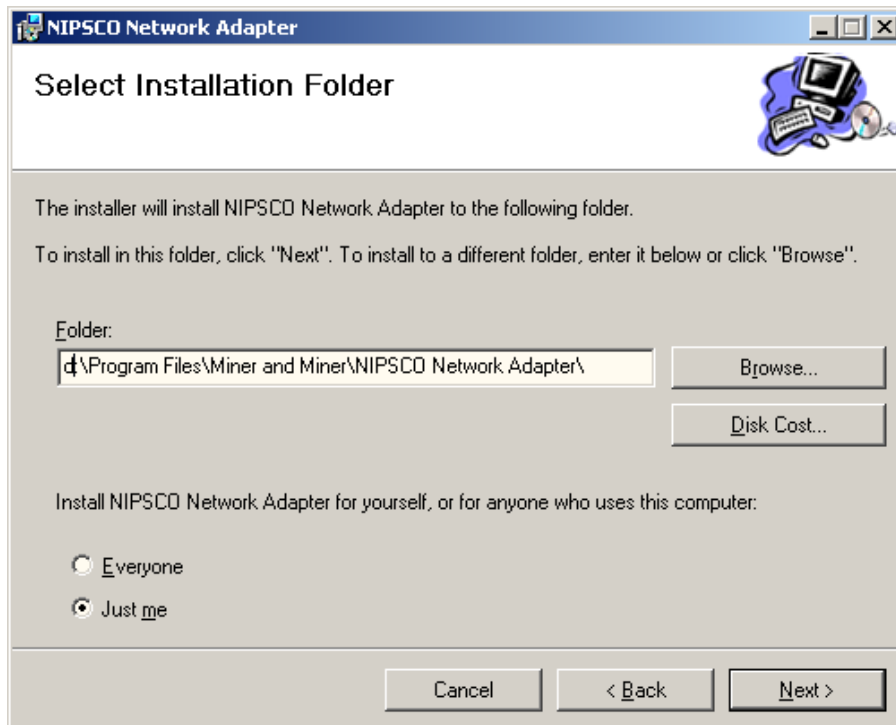 NIPSCO Network Adapter
Select Installation Folder
The installer will install NIPSCO Network Adapter to the following folder.
To install in this folder, click "Next". To install to a different folder, enter it below or click "Browse".
Folder:
d:\Program Files\Miner and Miner\NIPSCO Network Adapter\
Browse...
Disk Cost...
Install NIPSCO Network Adapter for yourself, or for anyone who uses this computer:
Everyone
Just me
Cancel
< Back
Next >